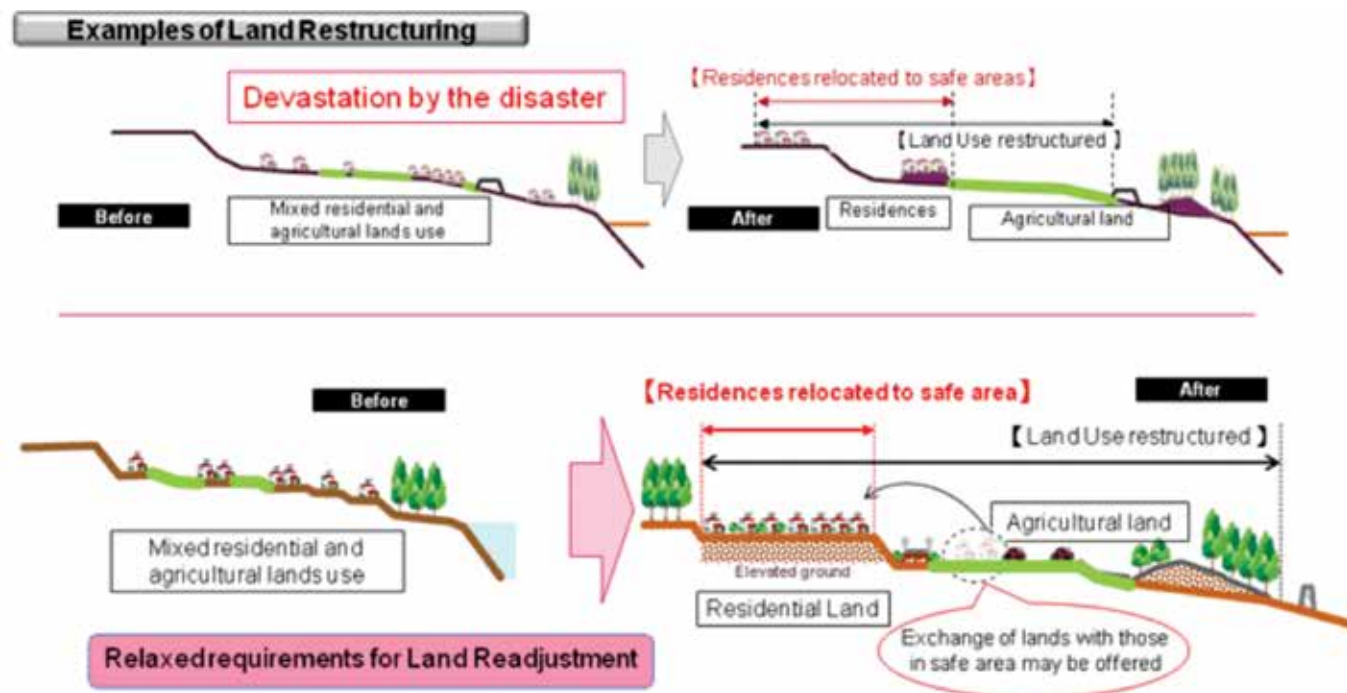 Examples of Land Restructuring
Devastation by the disaster
【Residences relocated to safe areas】
【Land Use restructured】
Before
Mixed residential and
agricultural lands use
After
Residences
Agricultural land
Before
Mixed residential and
agricultural lands use
【Residences relocated to safe area】
After
【Land Use restructured】
Agricultural land
Elevated ground
Residential Land
Exchange of lands with those
in safe area may be offered
Relaxed requirements for Land Readjustment